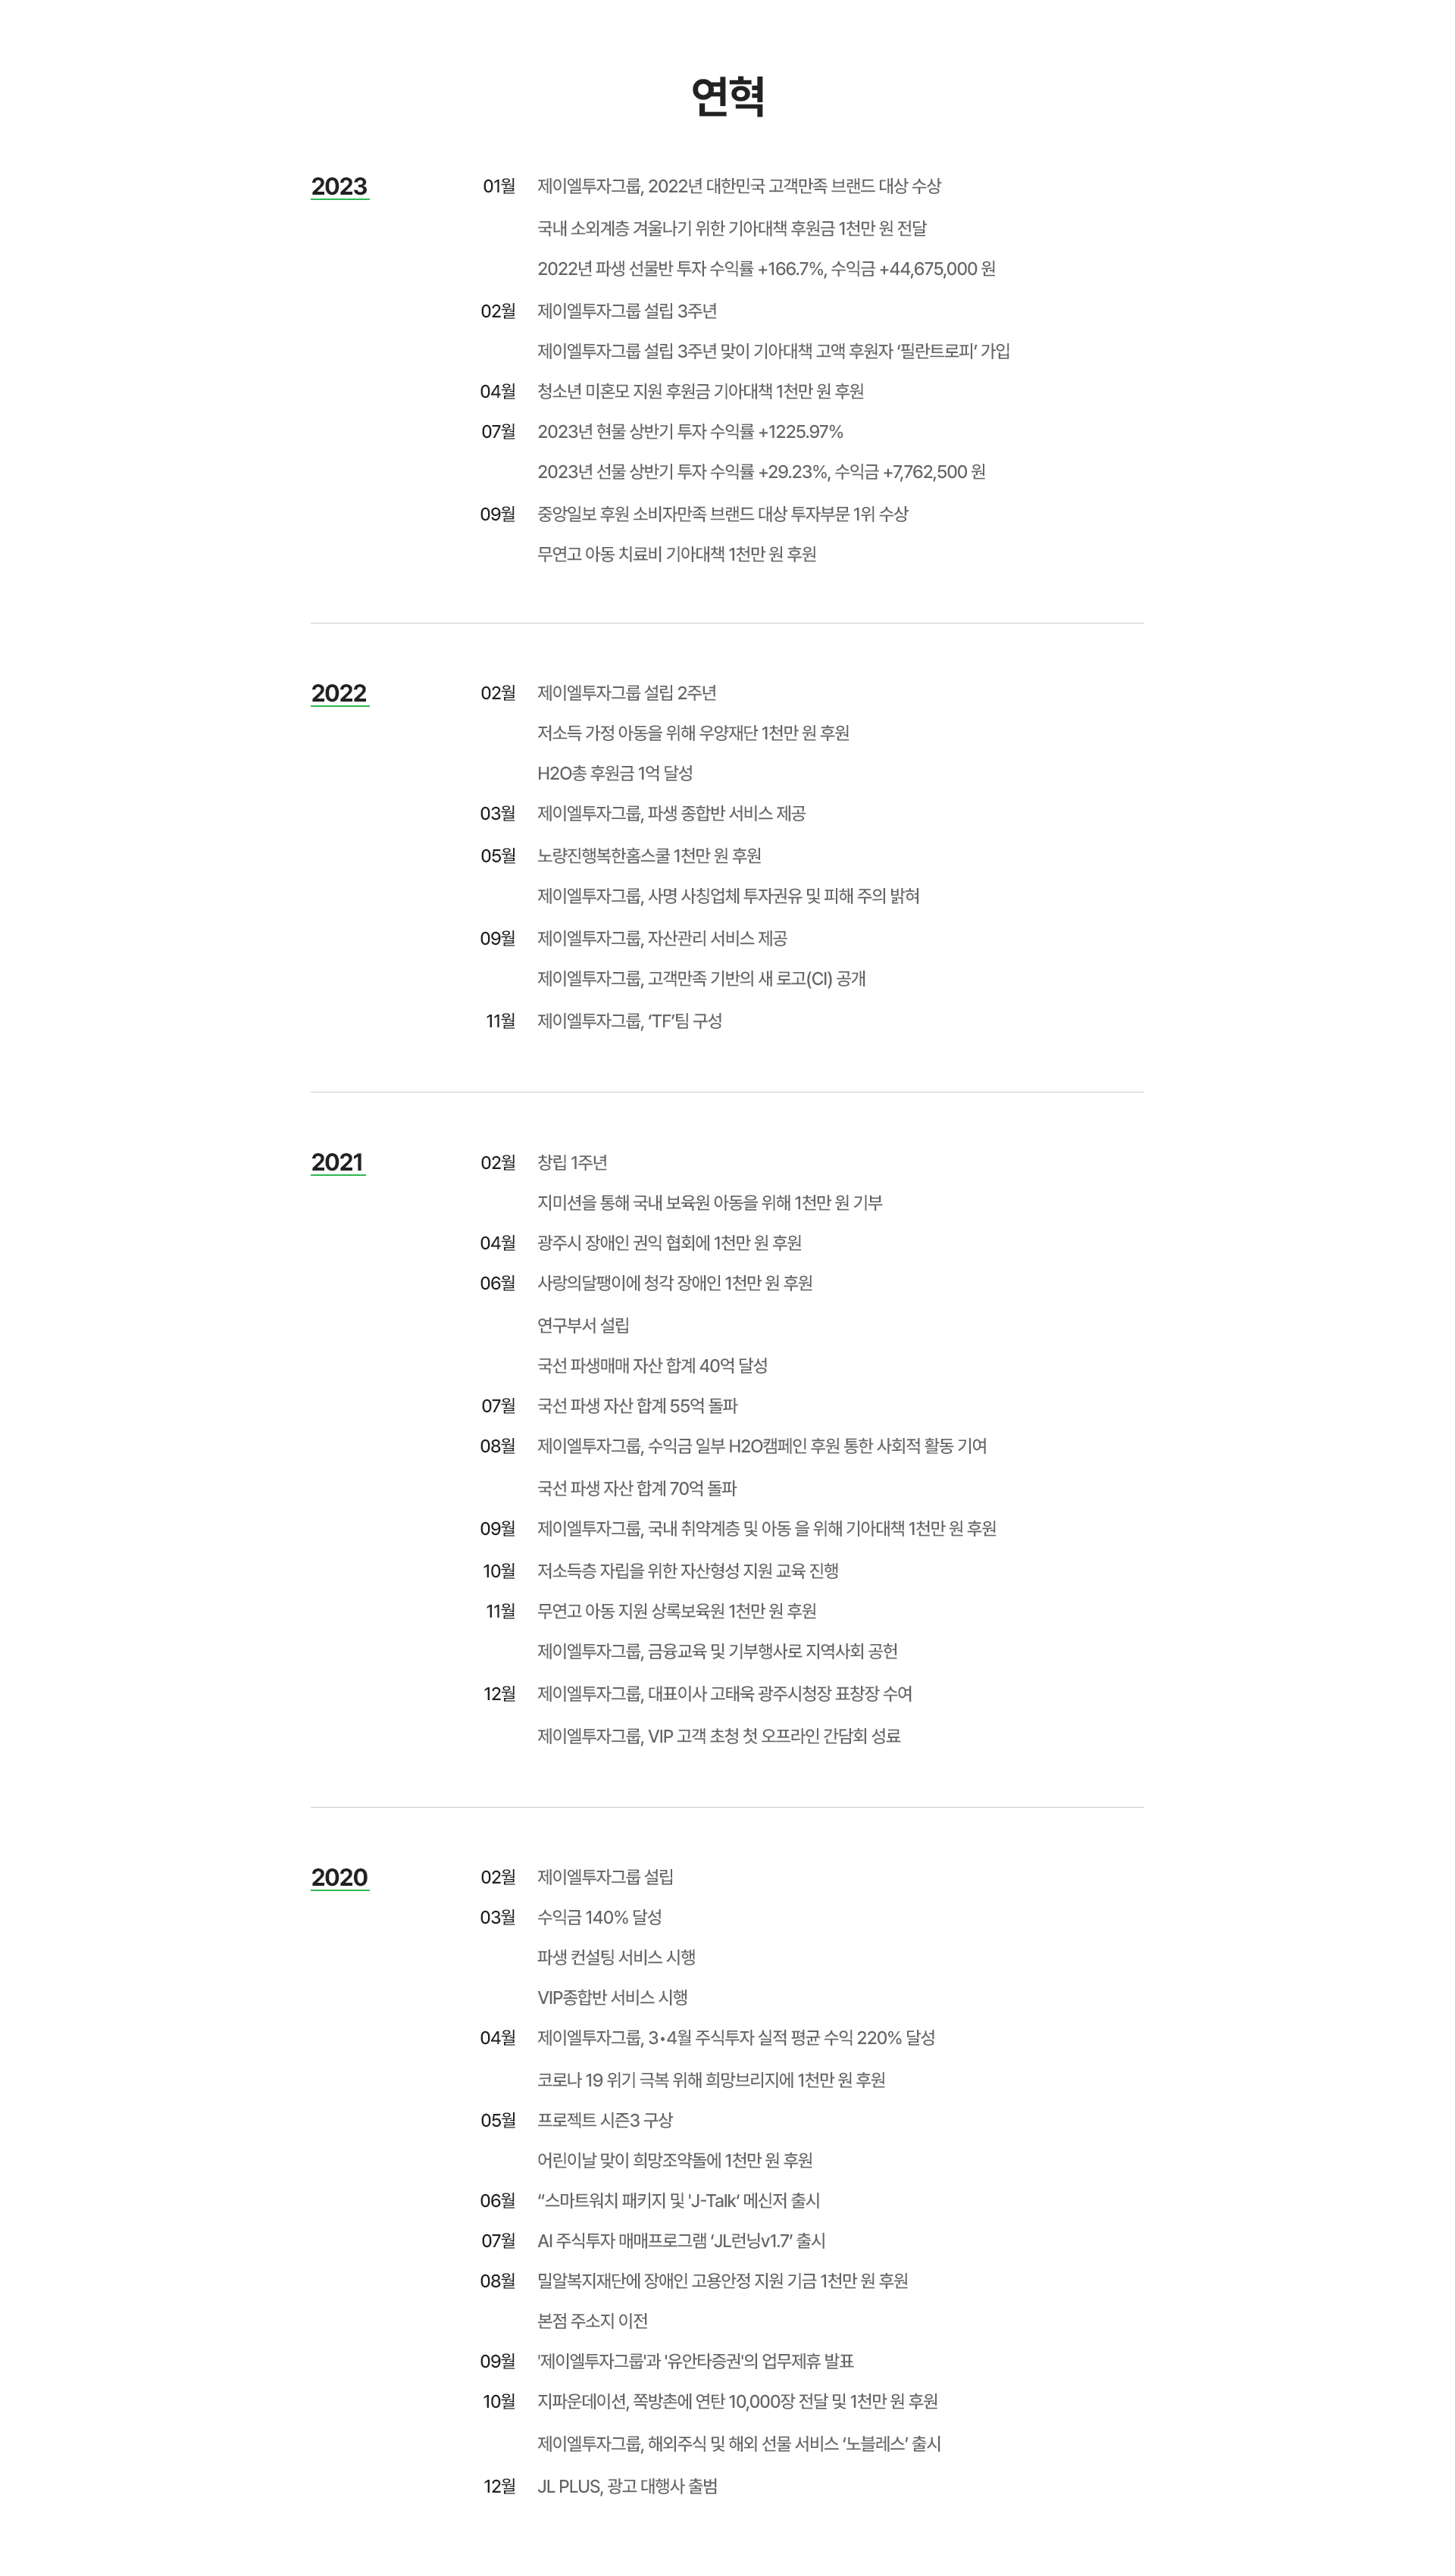 연혁
2023
01월 제이엘투자그룹, 2022년 대한민국 고객만족 브랜드 대상 수상
국내 소외계층 겨울나기 위한 기아대책 후원금 1천만 원 전달
2022년 파생 선물반 투자 수익률 +166.7%, 수익금 +44,675,000 원
02월 제이엘투자그룹 설립 3주년
제이엘투자그룹 설립 3주년 맞이 기아대책 고액 후원자 ‘필란트로피’ 가입
04월 청소년 미혼모 지원 후원금 기아대책 1천만 원 후원
07월 2023년 현물 상반기 투자 수익률 +1225.97%
2023년 선물 상반기 투자 수익률 +29.23%, 수익금 +7,762,500 원
09월 중앙일보 후원 소비자만족 브랜드 대상 투자부문 1위 수상
무연고 아동 치료비 기아대책 1천만 원 후원
2022
02월 제이엘투자그룹 설립 2주년
저소득 가정 아동을 위해 우양재단 1천만 원 후원
H2O총 후원금 1억 달성
03월 제이엘투자그룹, 파생 종합반 서비스 제공
05월 노량진행복한홈스쿨 1천만 원 후원
제이엘투자그룹, 사명 사칭업체 투자권유 및 피해 주의 밝혀
09월 제이엘투자그룹, 자산관리 서비스 제공
제이엘투자그룹, 고객만족 기반의 새 로고(CI) 공개
11월 제이엘투자그룹, ‘TF’팀 구성
2021
02월 창립 1주년
지미션을 통해 국내 보육원 아동을 위해 1천만 원 기부
04월 광주시 장애인 권익 협회에 1천만 원 후원
06월 사랑의달팽이에 청각 장애인 1천만 원 후원
연구부서 설립
국선 파생매매 자산 합계 40억 달성
07월 국선 파생 자산 합계 55억 돌파
08월 제이엘투자그룹, 수익금 일부 H2O캠페인 후원 통한 사회적 활동 기여
국선 파생 자산 합계 70억 돌파
09월 제이엘투자그룹, 국내 취약계층 및 아동 을 위해 기아대책 1천만 원 후원
10월 저소득층 자립을 위한 자산형성 지원 교육 진행
11월 무연고 아동 지원 상록보육원 1천만 원 후원
제이엘투자그룹, 금융교육 및 기부행사로 지역사회 공헌
12월 제이엘투자그룹, 대표이사 고태욱 광주시청장 표창장 수여
제이엘투자그룹, VIP 고객 초청 첫 오프라인 간담회 성료
2020
02월 제이엘투자그룹 설립
03월 수익금 140% 달성
파생 컨설팅 서비스 시행
VIP종합반 서비스 시행
04월 제이엘투자그룹, 3•4월 주식투자 실적 평균 수익 220% 달성
코로나 19 위기 극복 위해 희망브리지에 1천만 원 후원
05월 프로젝트 시즌3 구상
어린이날 맞이 희망조약돌에 1천만 원 후원
06월 “스마트워치 패키지 및 'J-Talk‘ 메신저 출시
07월 AI 주식투자 매매프로그램 ‘JL런닝v1.7’ 출시
08월 밀알복지재단에 장애인 고용안정 지원 기금 1천만 원 후원
본점 주소지 이전
09월 '제이엘투자그룹'과 '유안타증권'의 업무제휴 발표
10월 지파운데이션, 쪽방촌에 연탄 10,000장 전달 및 1천만 원 후원
제이엘투자그룹, 해외주식 및 해외 선물 서비스 ‘노블레스’ 출시
12월 JL PLUS, 광고 대행사 출범